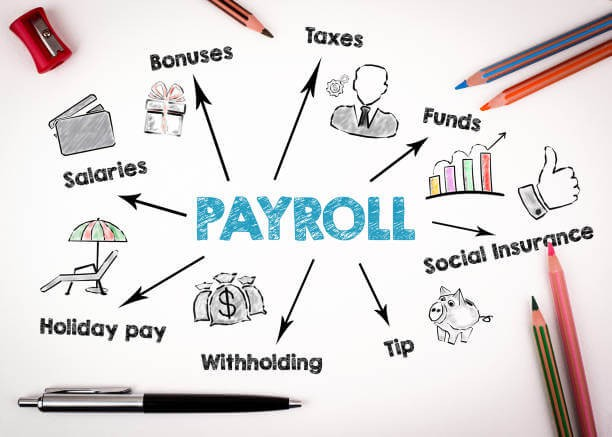 Bonuses
Taxes
Salaries
Funds
PAYROLL
Social Insurance
Holiday pay
Withholding
Tip
$